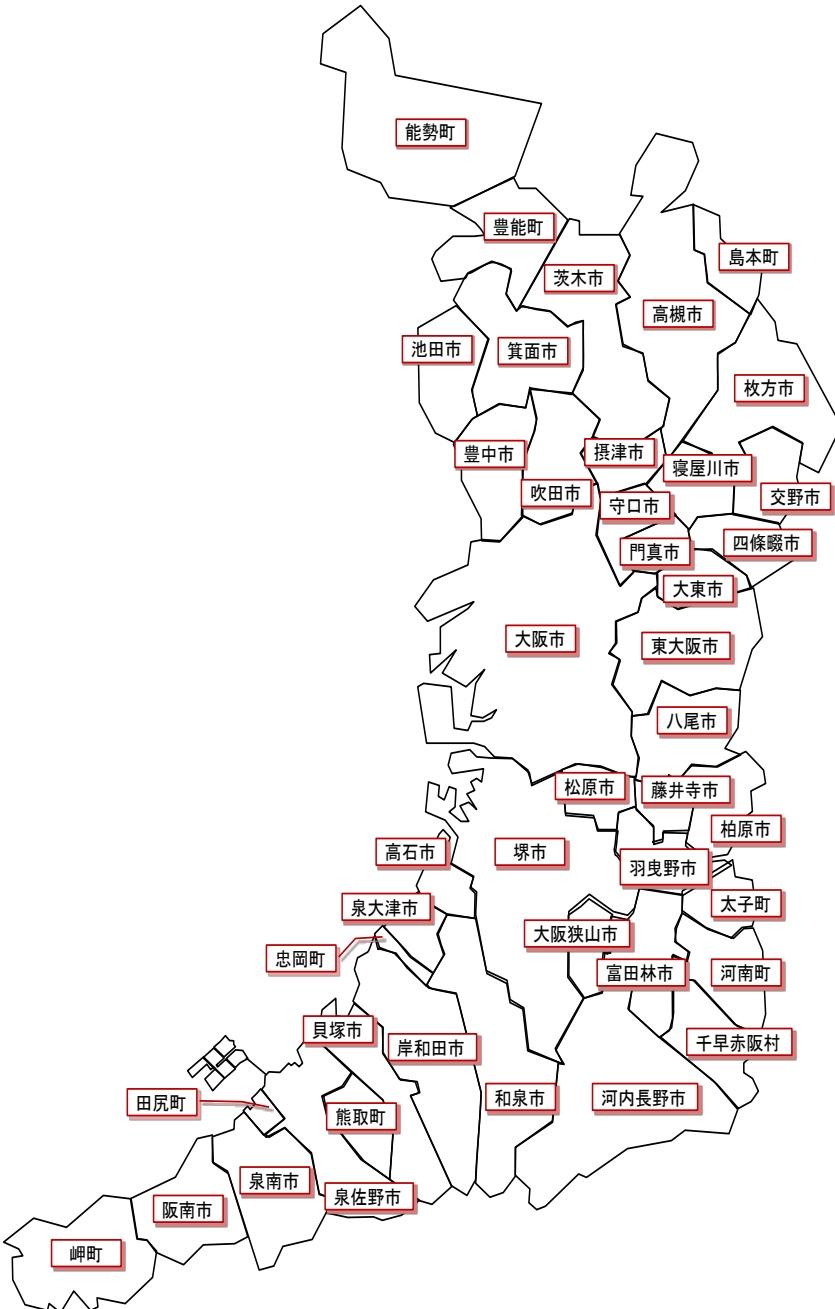 能勢町
豊能町
島本町
茨木市
高槻市
池田市
箕面市
枚方市
豊中市
摂津市
寝屋川市
吹田市
守口市
交野市
門真市
四條畷市
大東市
大阪市
東大阪市
八尾市
松原市
藤井寺市
柏原市
高石市
堺市
羽曳野市
泉大津市
太子町
大阪狭山市
忠岡町
富田林市
河南町
貝塚市
岸和田市
千早赤阪村
田尻町
熊取町
和泉市
河内長野市
泉南市
泉佐野市
阪南市
岬町